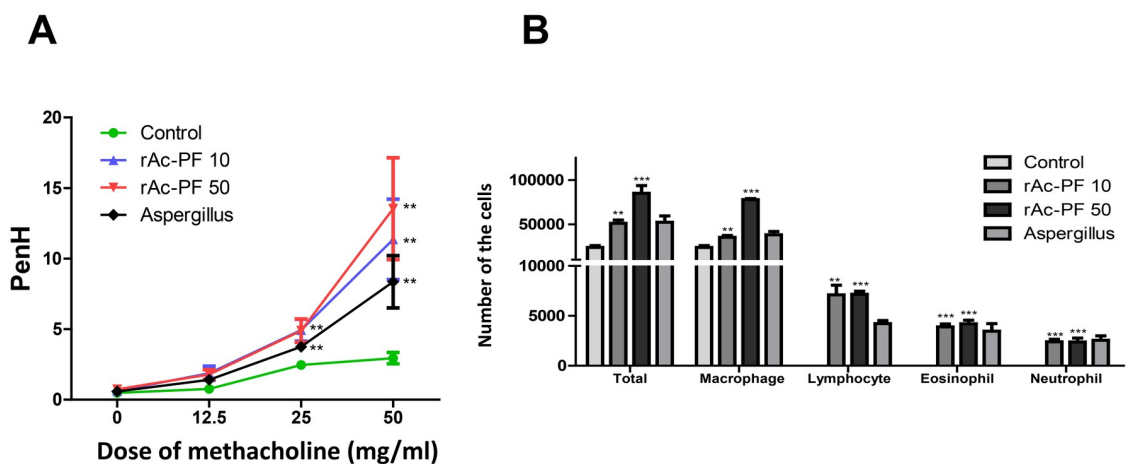 A
PenH
20
15
10
5
0
Control
rAc-PF 10
rAc-PF 50
Aspergillus
**
**
**
**
**
0 12.5 25 50
Dose of methacholine (mg/ml)
B
Number of the cells
100000
50000
10000
5000
0
Control
rAc-PF 10
rAc-PF 50
Aspergillus
** *** ** ***
** *** *** *** *** ***
Total Macrophage Lymphocyte Eosinophil Neutrophil